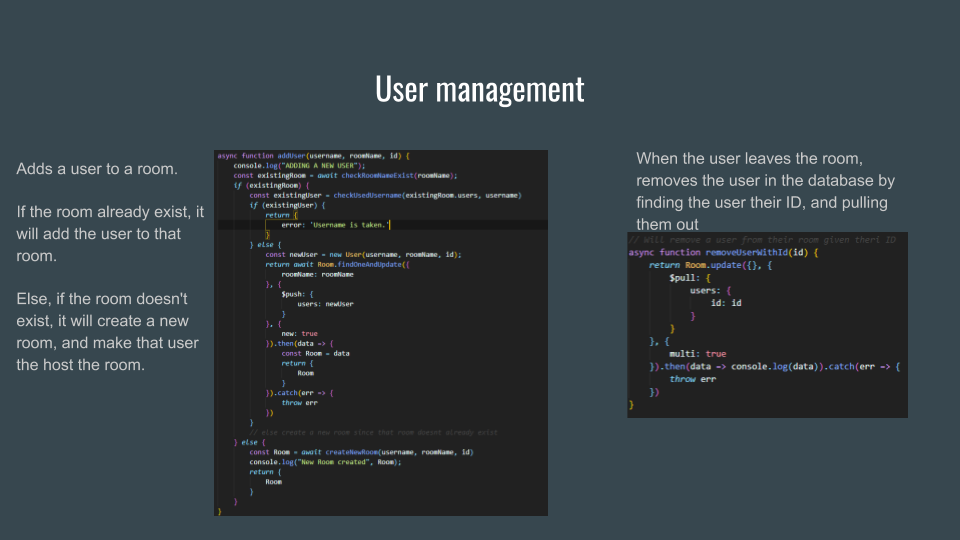 User management
Adds a user to a room.
If the room already exist, it
will add the user to that
room.
Else, if the room doesn't
exist, it will create a new
room, and make that user
the host the room.
async function addUser(username, roomName, id) {
console.log("ADDING A NEW USER");
const existingRoom = await checkRoomNameExist(roomName);
if (existingRoom) {
const existingUser = checkUsedUsername(existingRoom.users, username)
if (existingUser) {
return {
error: 'Username is taken.'
}
} else {
const newUser = new User(username, roomName, id);
return await Room.findOneAndUpdate({
roomName: roomName
}, {
$push: {
users: newUser
}
}, {
new: true
}).then(data => {
const Room = data
return {
Room
}
}).catch(err => {
throw err
})
}
// else create a new room since that room doesnt already exist
} else {
const Room = await createNewRoom(username, roomName, id)
console.log("New Room created", Room);
return {
Room
}
}
}
When the user leaves the room,
removes the user in the database by
finding the user their ID, and pulling
them out
// Will remove a user from their room given theri ID
async function removeUserWithId(id) {
return Room.update({}, {
$pull: {
users: {
id: id
}
}
}, {
multi: true
}).then(data => console.log(data)).catch(err => {
throw err
})
}